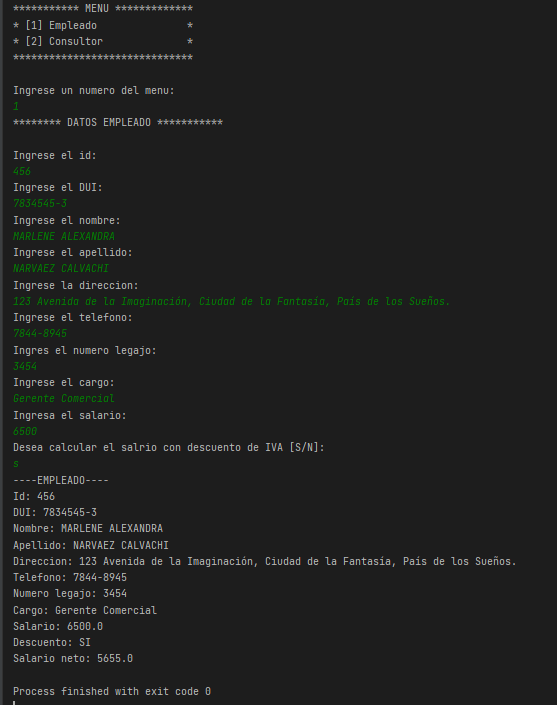 *********** MENU *************
* [1] Empleado               *
* [2] Consultor              *
******************************
Ingrese un numero del menu:
1
******** DATOS EMPLEADO ***********
Ingrese el id:
456
Ingrese el DUI:
7834545-3
Ingrese el nombre:
MARLENE ALEXANDRA
Ingrese el apellido:
NARVAEZ CALVACHI
Ingrese la direccion:
123 Avenida de la Imaginación, Ciudad de la Fantasía, País de los Sueños.
Ingrese el telefono:
7844-8945
Ingres el numero legajo:
3454
Ingrese el cargo:
Gerente Comercial
Ingresa el salario:
6500
Desea calcular el salrio con descuento de IVA [S/N]:
s
----EMPLEADO----
Id: 456
DUI: 7834545-3
Nombre: MARLENE ALEXANDRA
Apellido: NARVAEZ CALVACHI
Direccion: 123 Avenida de la Imaginación, Ciudad de la Fantasía, País de los Sueños.
Telefono: 7844-8945
Numero legajo: 3454
Cargo: Gerente Comercial
Salario: 6500.0
Descuento: SI
Salario neto: 5655.0
Process finished with exit code 0